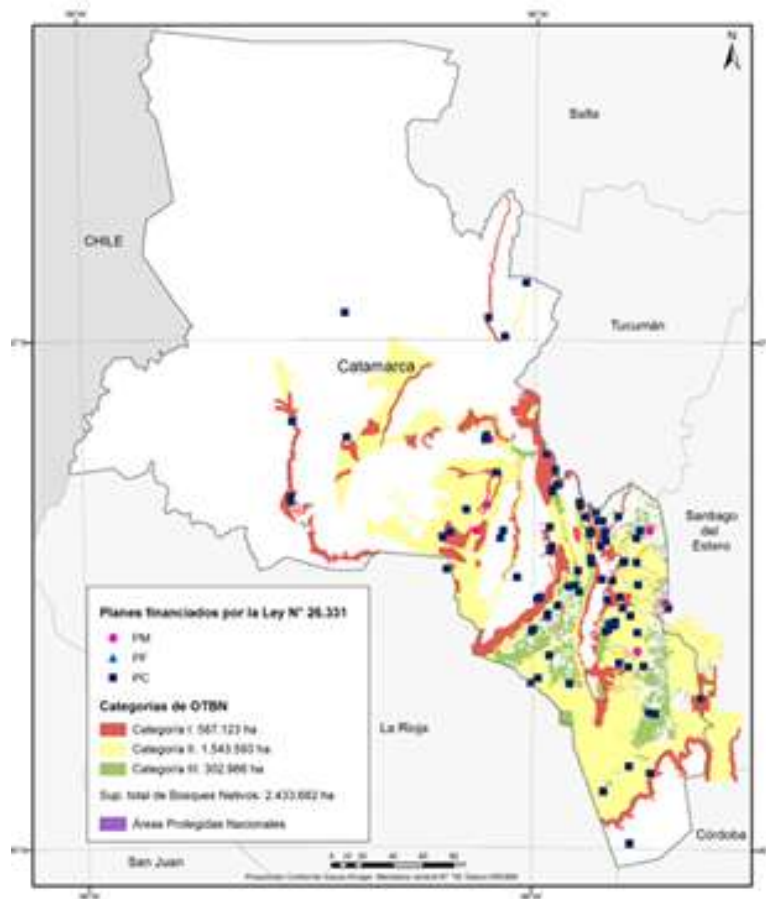 N
Salta
CHILE
Tucumán
Catamarca
Santiago
del
Estero
Planes financiados por la Ley N° 26.331
PM
PF
PC
Categorías de OTBN
Categoría I: 587.123 ha
Categoría II: 1.543.593 ha
Categoría III: 302.966 ha
Sup. total de Bosques Nativos: 2.433.682 ha
Áreas Protegidas Nacionales
La Rioja
Córdoba
San Juan